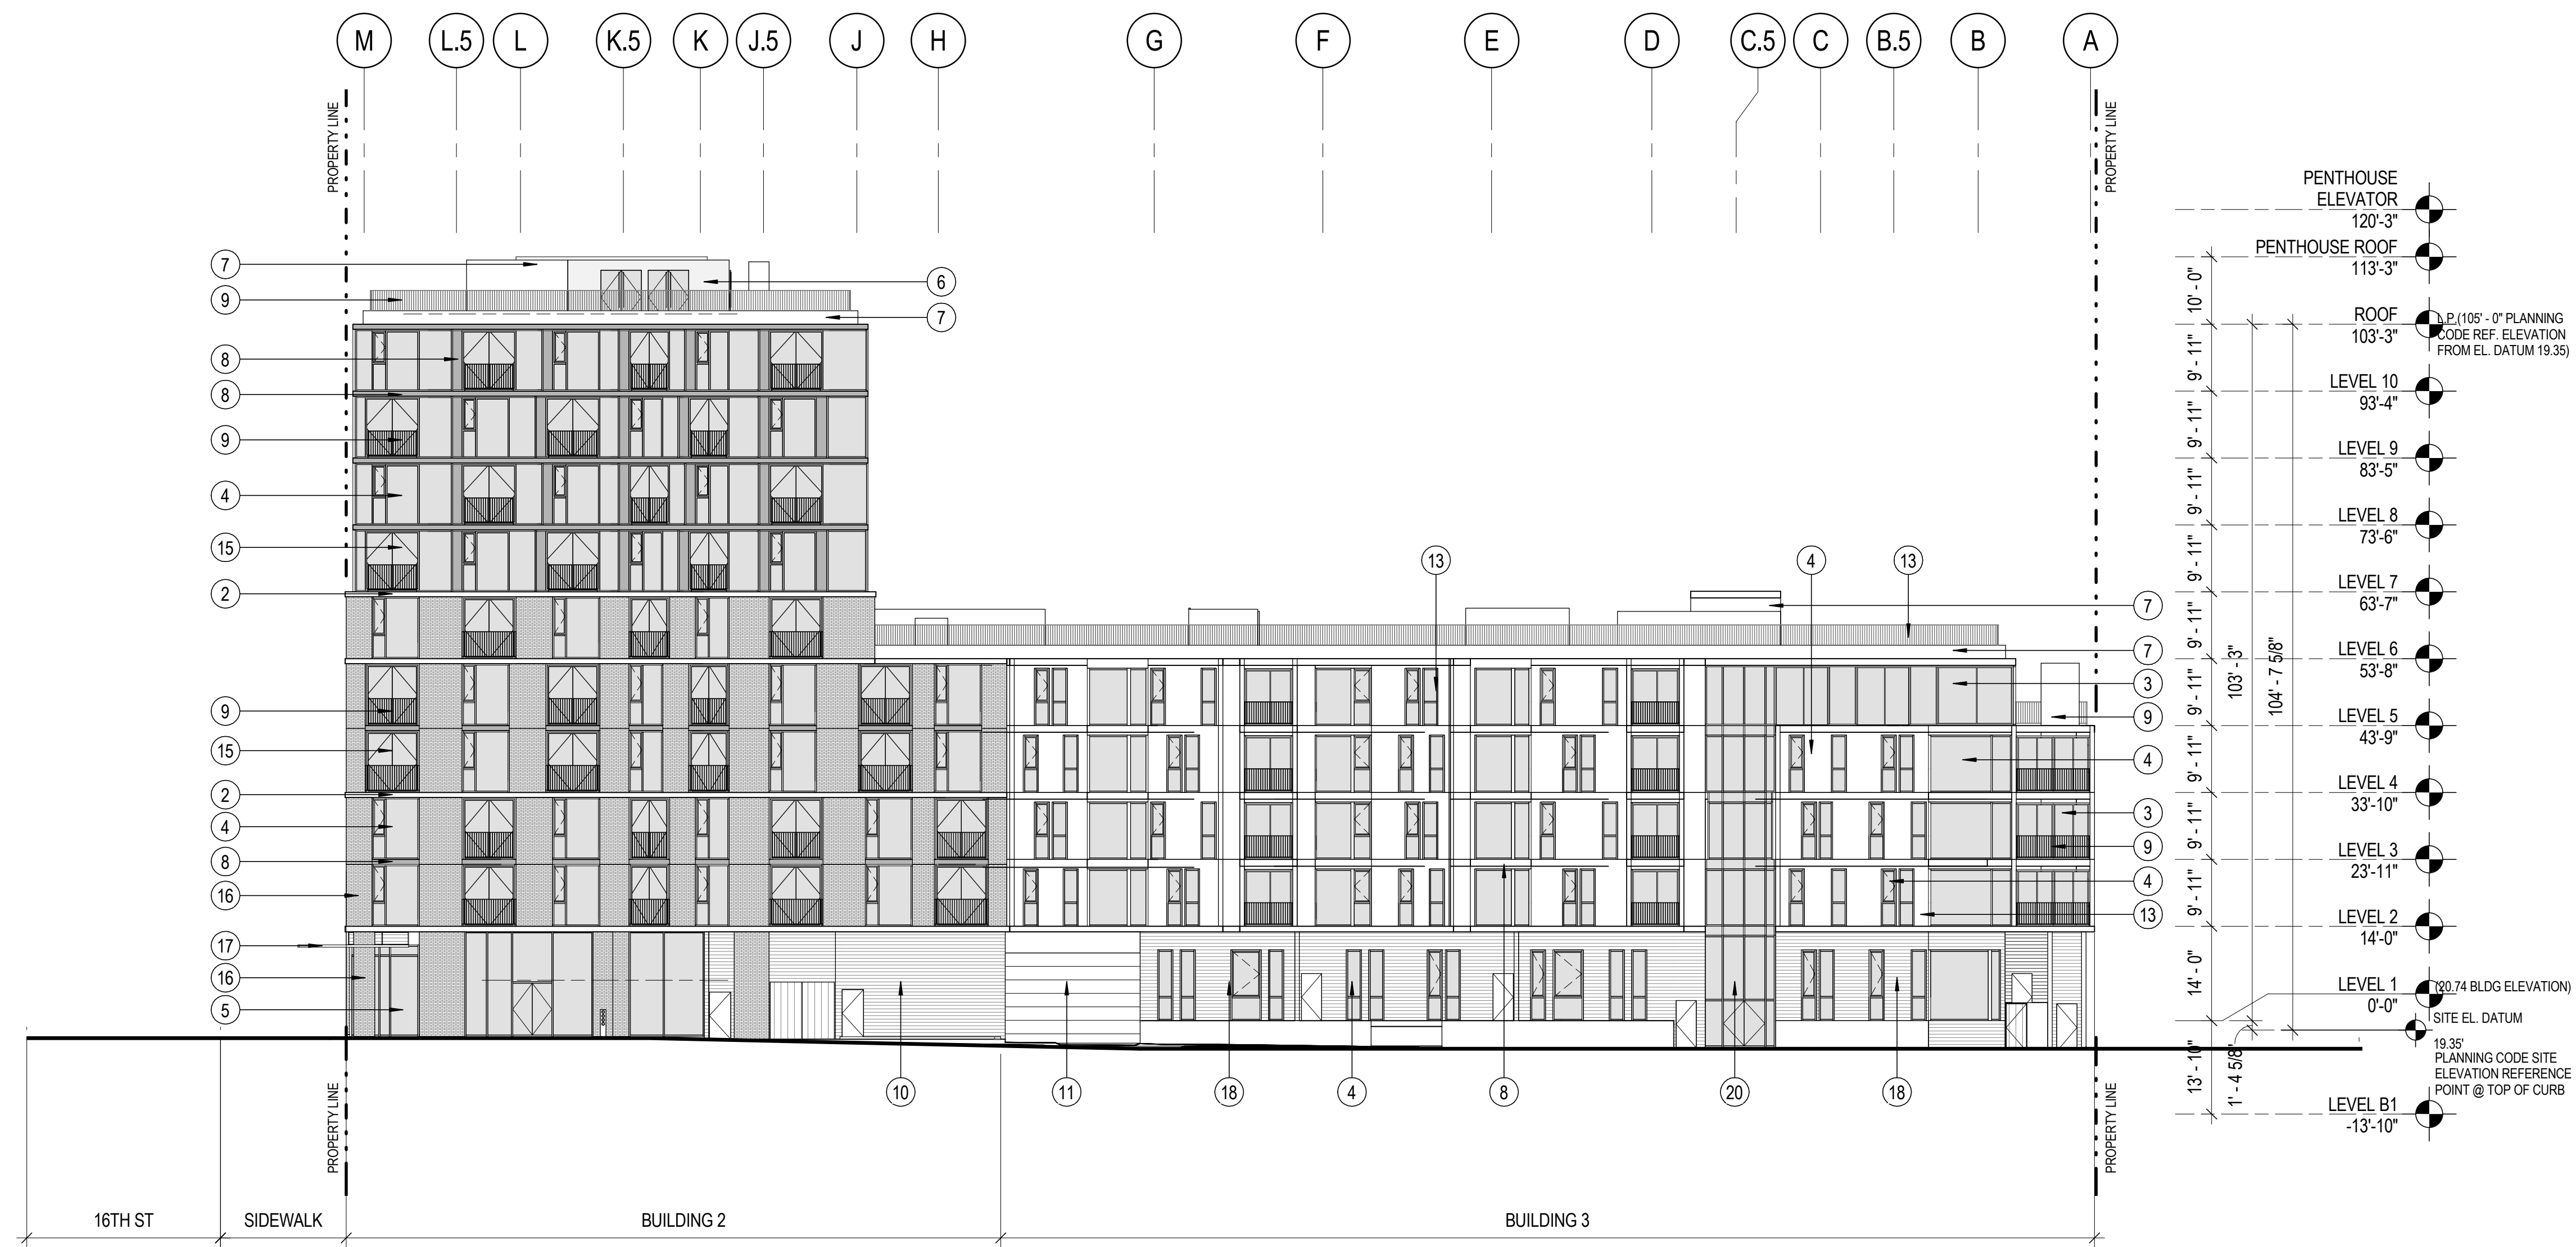 M L.5 L K.5 K J.5 J H G F E D C.5 C B.5 B A
PROPERTY LINE
PROPERTY LINE
PENTHOUSE
ELEVATOR
120'-3"
PENTHOUSE ROOF
113'-3"
10' - 0"
ROOF
103'-3"
L.P.(105' - 0" PLANNING
CODE REF. ELEVATION
FROM EL. DATUM 19.35)
9' - 11"
LEVEL 10
93'-4"
9' - 11"
LEVEL 9
83'-5"
9' - 11"
LEVEL 8
73'-6"
9' - 11"
LEVEL 7
63'-7"
9' - 11"
LEVEL 6
53'-8"
103' - 3"
104' - 7 5/8"
9' - 11"
LEVEL 5
43'-9"
9' - 11"
LEVEL 4
33'-10"
9' - 11"
LEVEL 3
23'-11"
9' - 11"
LEVEL 2
14'-0"
14' - 0"
LEVEL 1
0'-0"
(20.74 BLDG ELEVATION)
SITE EL. DATUM
19.35'
PLANNING CODE SITE
ELEVATION REFERENCE
POINT @ TOP OF CURB
13' - 10"
1' - 4 5/8"
LEVEL B1
-13'-10"
7
9
8
8
9
4
15
2
9
15
2
4
8
16
17
16
5
6
7
13
4
13
7
7
3
9
4
3
9
4
13
10
11
18
4
8
20
18
PROPERTY LINE
PROPERTY LINE
16TH ST
SIDEWALK
BUILDING 2
BUILDING 3